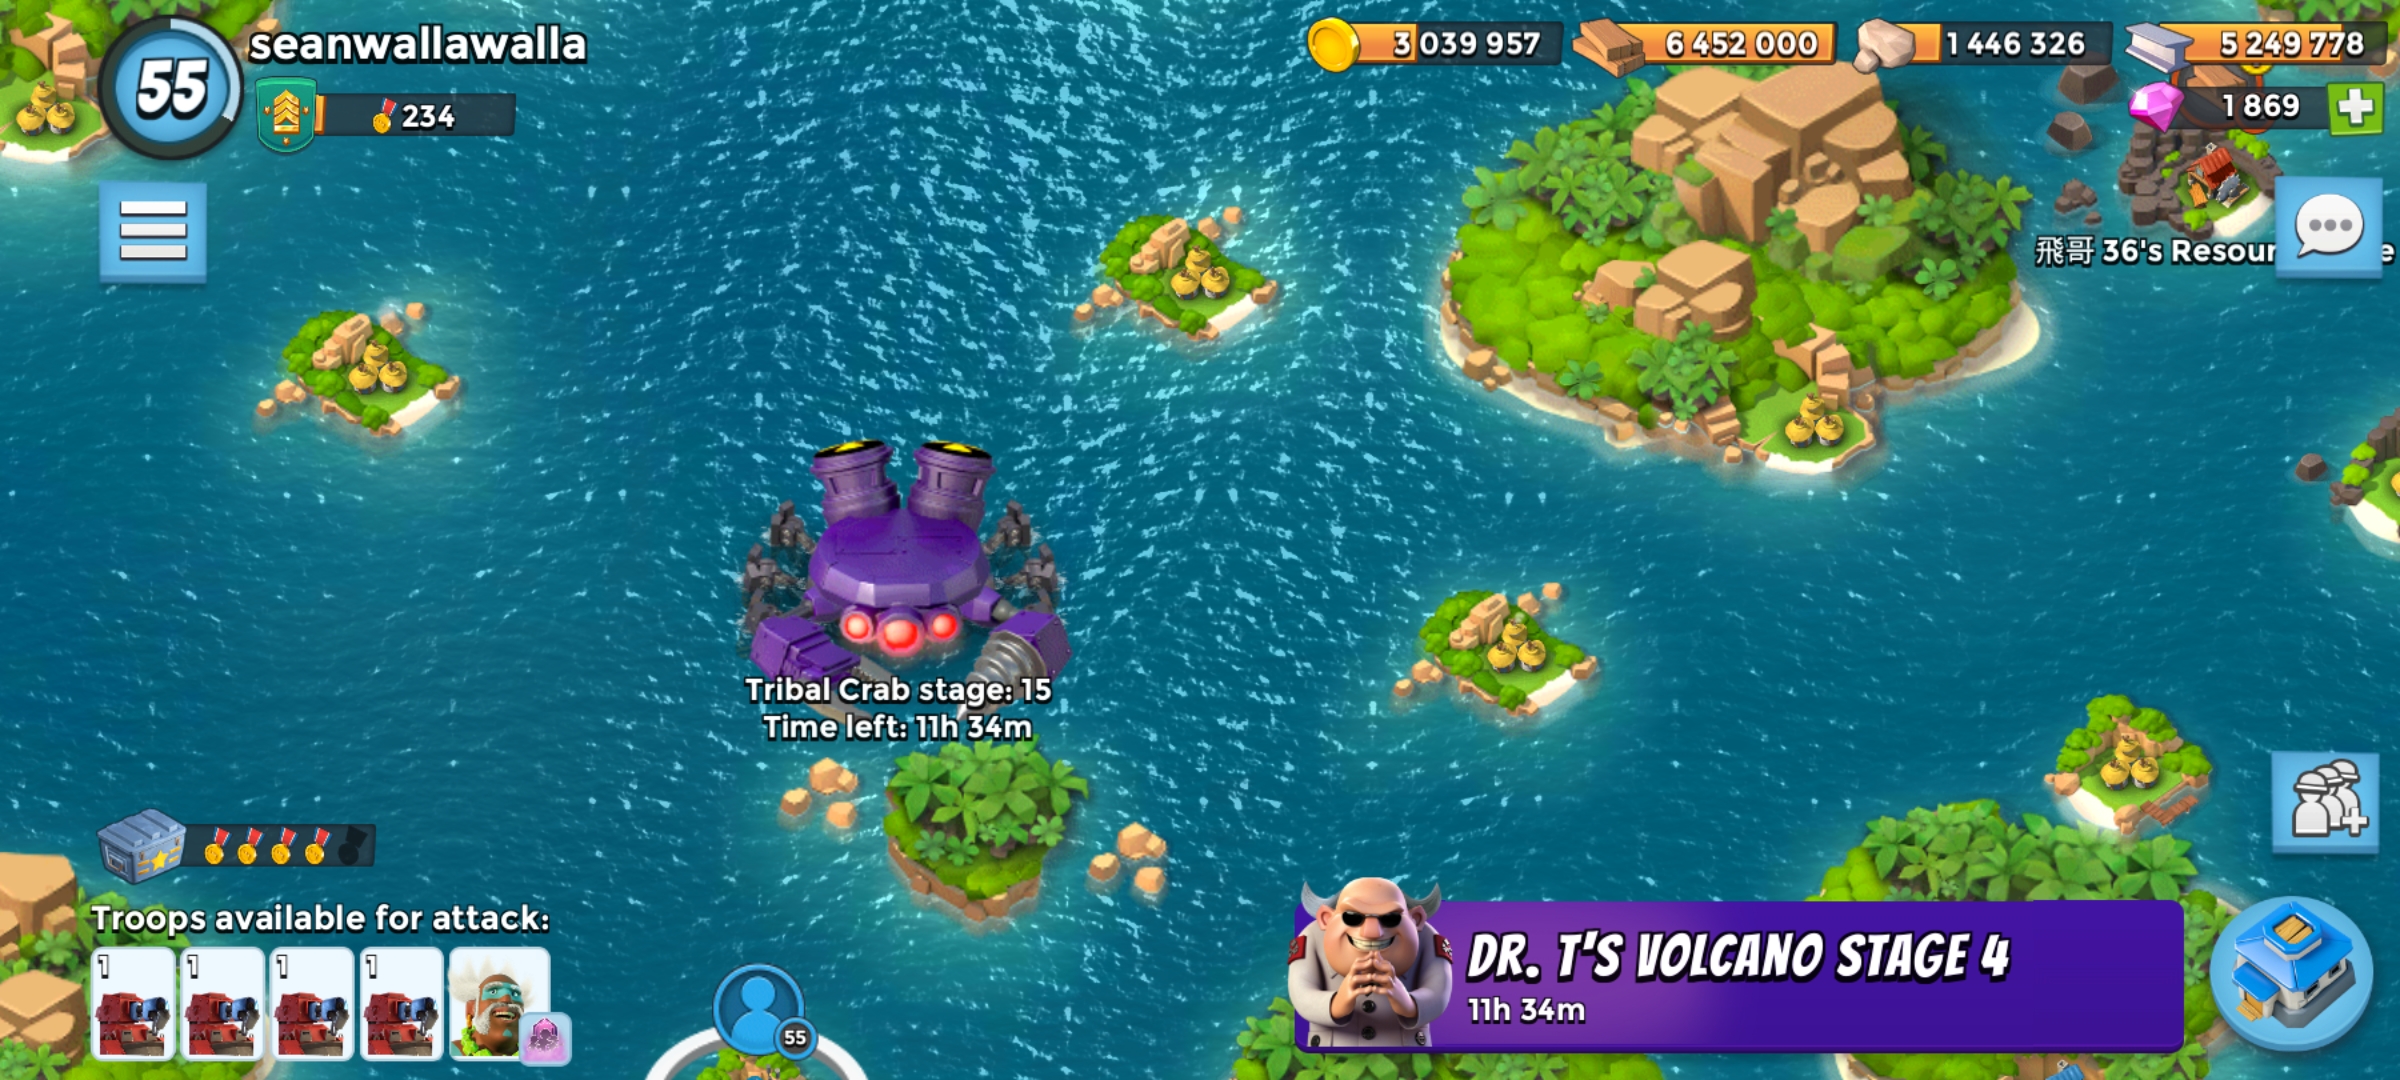 55
seanwallawalla
234
3 039 957
6 452 000
1 446 326
5 249 778
1 869
飛哥 36's
Tribal Crab stage: 15
Time left: 11h 34m
Troops available for attack:
1
1
1
1
55
DR. T'S VOLCANO STAGE 4
11h 34m